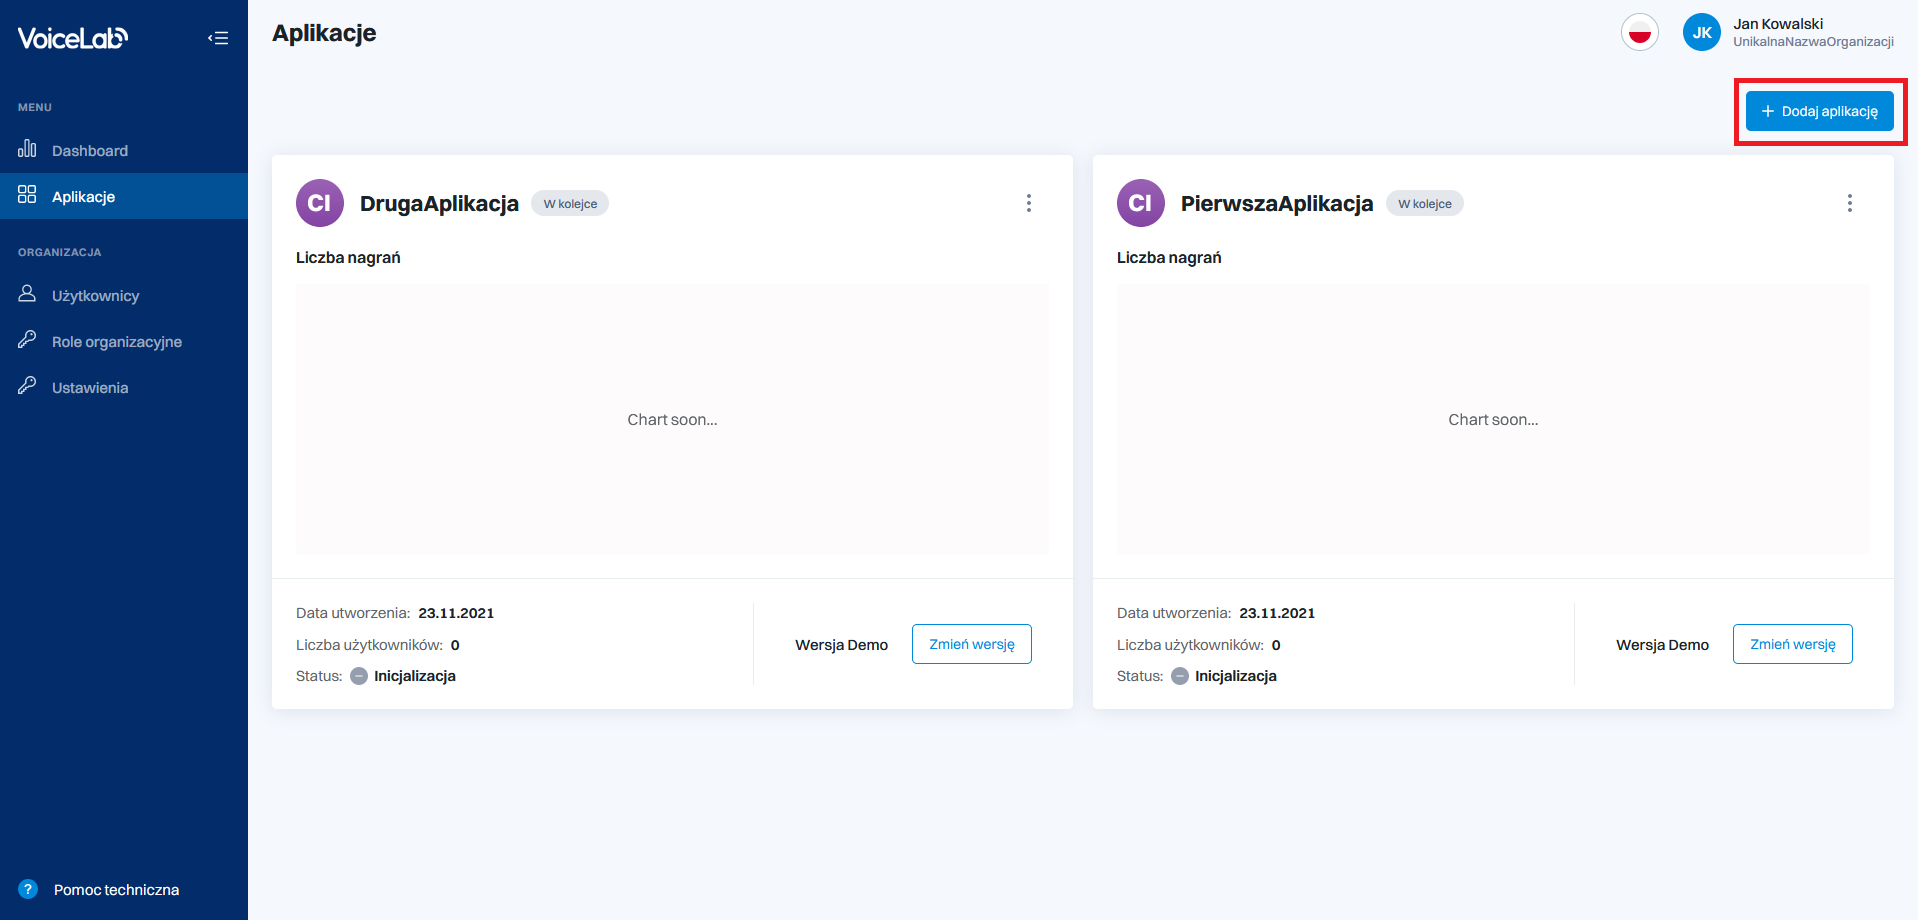 VoiceLab
MENU
Dashboard
Aplikacje
ORGANIZACJA
Użytkownicy
Role organizacyjne
Ustawienia
? Pomoc techniczna
Aplikacje
JK
Jan Kowalski
UnikalnaNazwaOrganizacji
+ Dodaj aplikację
CI DrugaAplikacja W kolejce
Liczba nagrań
Chart soon...
Data utworzenia: 23.11.2021
Liczba użytkowników: 0
Status: Inicjalizacja
Wersja Demo Zmień wersję
CI PierwszaAplikacja W kolejce
Liczba nagrań
Chart soon...
Data utworzenia: 23.11.2021
Liczba użytkowników: 0
Status: Inicjalizacja
Wersja Demo Zmień wersję